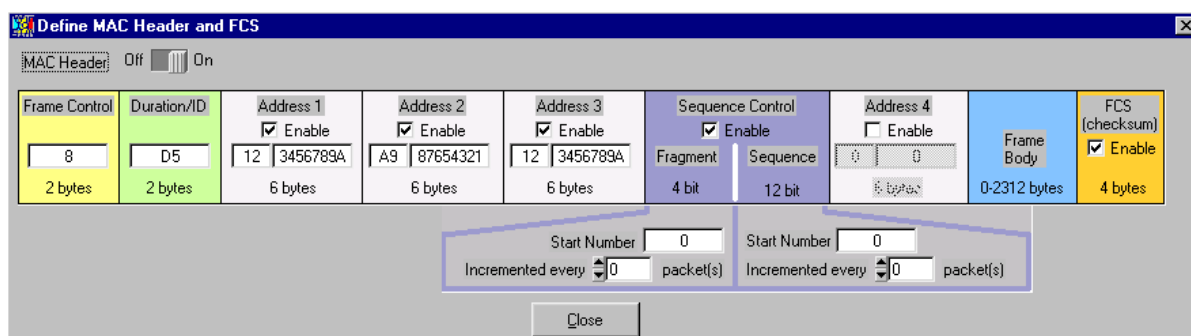 Define MAC Header and FCS
MAC Header Off On
Frame Control Duration/ID Address 1 Address 2 Address 3 Sequence Control Address 4 Frame Body FCS (checksum)
Enable Enable Enable Enable Enable Enable
8 D5 12 3456789A A9 87654321 12 3456789A Fragment Sequence 0 0
2 bytes 2 bytes 6 bytes 6 bytes 6 bytes 4 bit 12 bit 6 bytes 0-2312 bytes 4 bytes
Start Number 0 Start Number 0
Incremented every 0 packet(s) Incremented every 0 packet(s)
Close